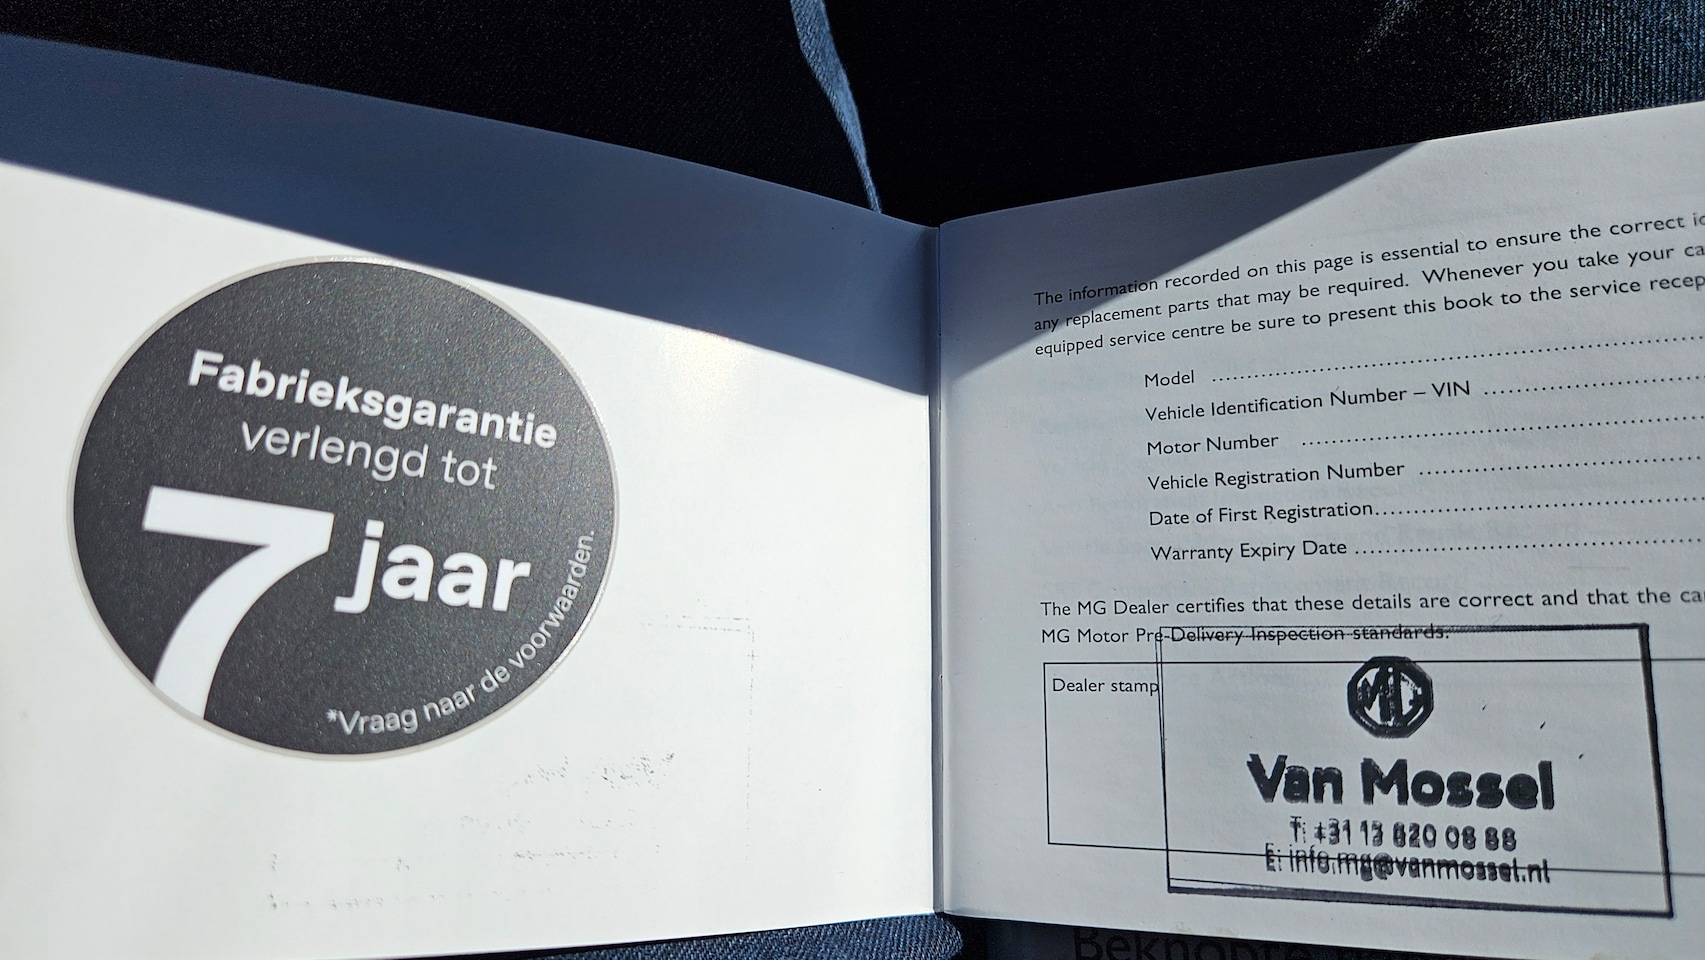 Fabrieksgarantie
verlengd tot
7 jaar
*Vraag naar de voorwaarden.
The information recorded on this page is essential to ensure the correct
any replacement parts that may be required. Whenever you take your
equipped service centre be sure to present this book to the service
Model
Vehicle Identification Number – VIN
Motor Number
Vehicle Registration Number
Date of First Registration
Warranty Expiry Date
The MG Dealer certifies that these details are correct and that the
MG Motor Pre-Delivery Inspection standards.
Dealer stamp
MG
Van Mossel
T: +31 13 820 08 88
E: info.mg@vanmossel.nl
Beknopte